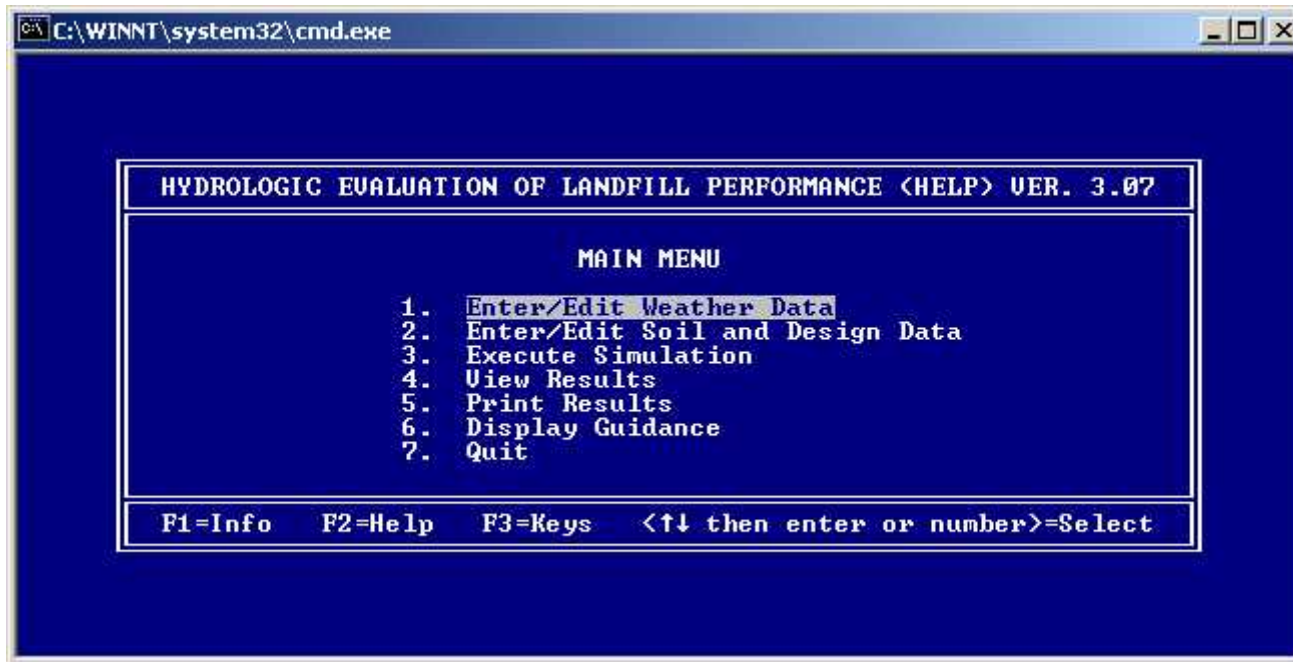 C:\WINNT\system32\cmd.exe
HYDROLOGIC EVALUATION OF LANDFILL PERFORMANCE (HELP) VER. 3.07
MAIN MENU
1. Enter/Edit Weather Data
2. Enter/Edit Soil and Design Data
3. Execute Simulation
4. View Results
5. Print Results
6. Display Guidance
7. Quit
F1=Info F2=Help F3=Keys <↑↓ then enter or number>=Select